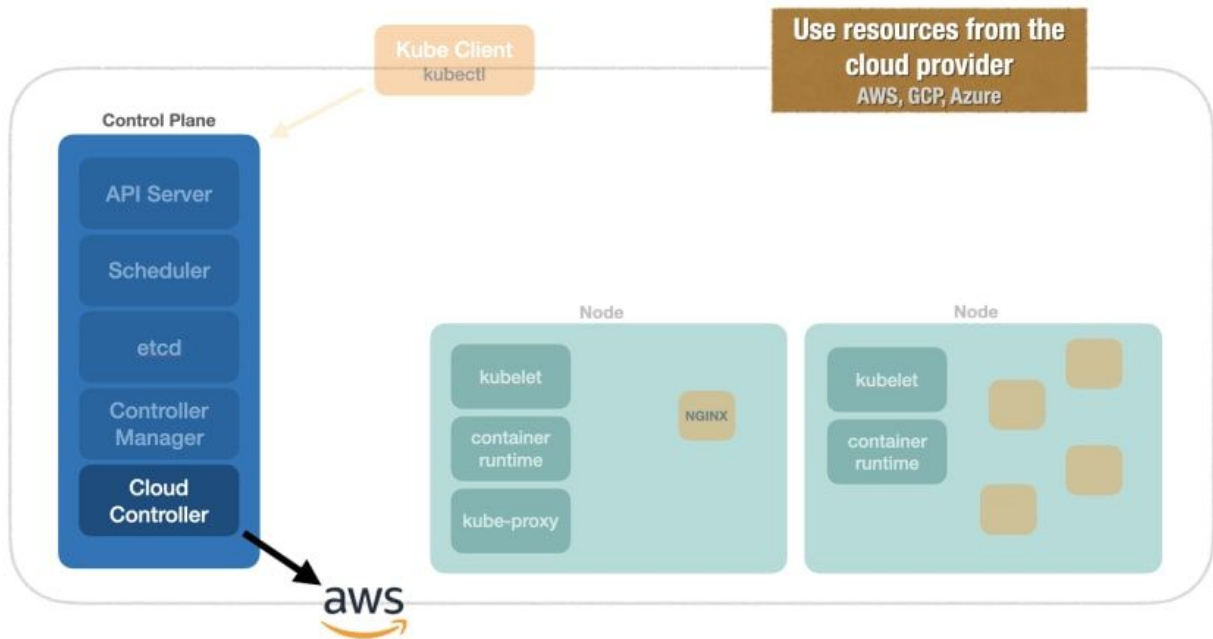 Use resources from the
cloud provider
AWS, GCP, Azure
Kube Client
kubectl
Control Plane
API Server
Scheduler
etcd
Controller
Manager
Cloud
Controller
aws
Node
kubelet
container
runtime
kube-proxy
NGINX
Node
kubelet
container
runtime